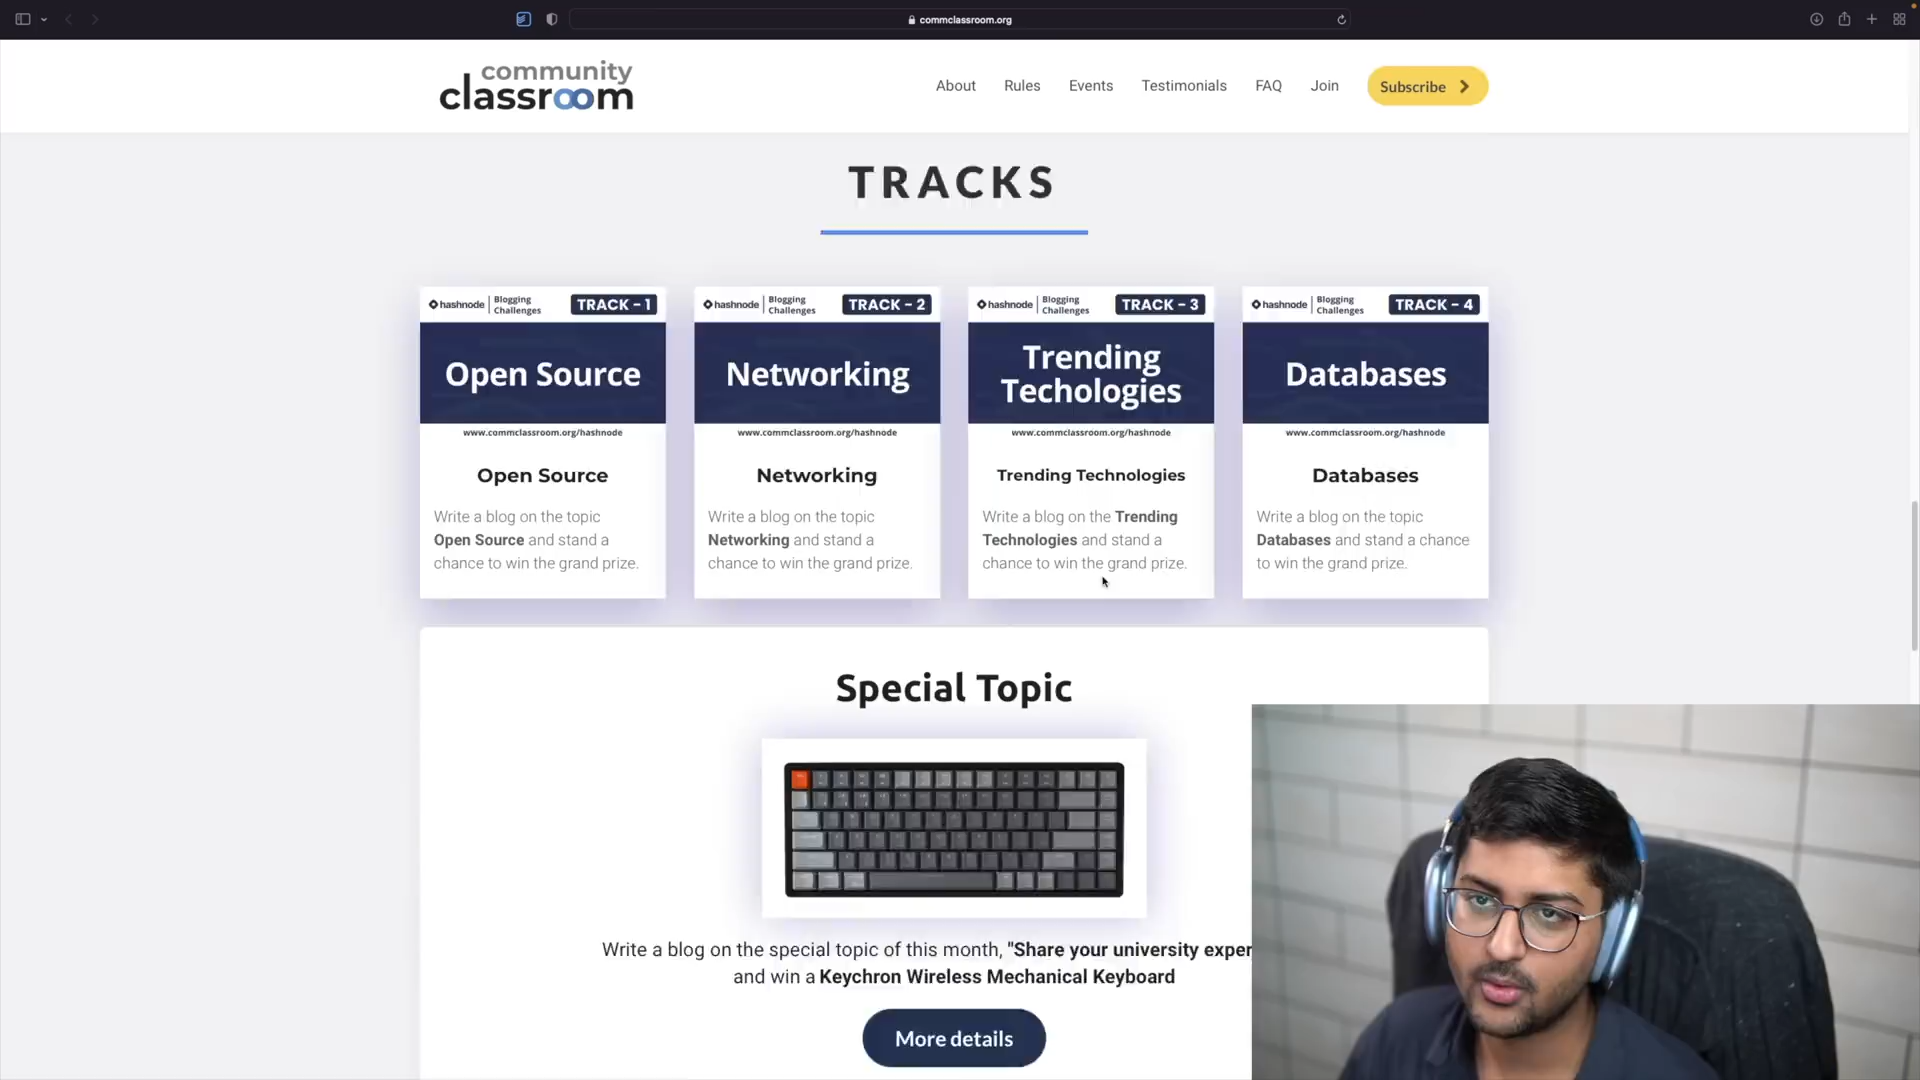 commclassroom.org
community
classroom
About
Rules
Events
Testimonials
FAQ
Join
Subscribe
TRACKS
hashnode
Blogging
Challenges
TRACK - 1
Open Source
www.commclassroom.org/hashnode
Open Source
Write a blog on the topic
Open Source and stand a
chance to win the grand prize.
hashnode
Blogging
Challenges
TRACK - 2
Networking
www.commclassroom.org/hashnode
Networking
Write a blog on the topic
Networking and stand a
chance to win the grand prize.
hashnode
Blogging
Challenges
TRACK - 3
Trending
Techologies
www.commclassroom.org/hashnode
Trending Technologies
Write a blog on the Trending
Technologies and stand a
chance to win the grand prize.
hashnode
Blogging
Challenges
TRACK - 4
Databases
www.commclassroom.org/hashnode
Databases
Write a blog on the topic
Databases and stand a chance
to win the grand prize.
Special Topic
Write a blog on the special topic of this month, "Share your university exper
and win a Keychron Wireless Mechanical Keyboard
More details